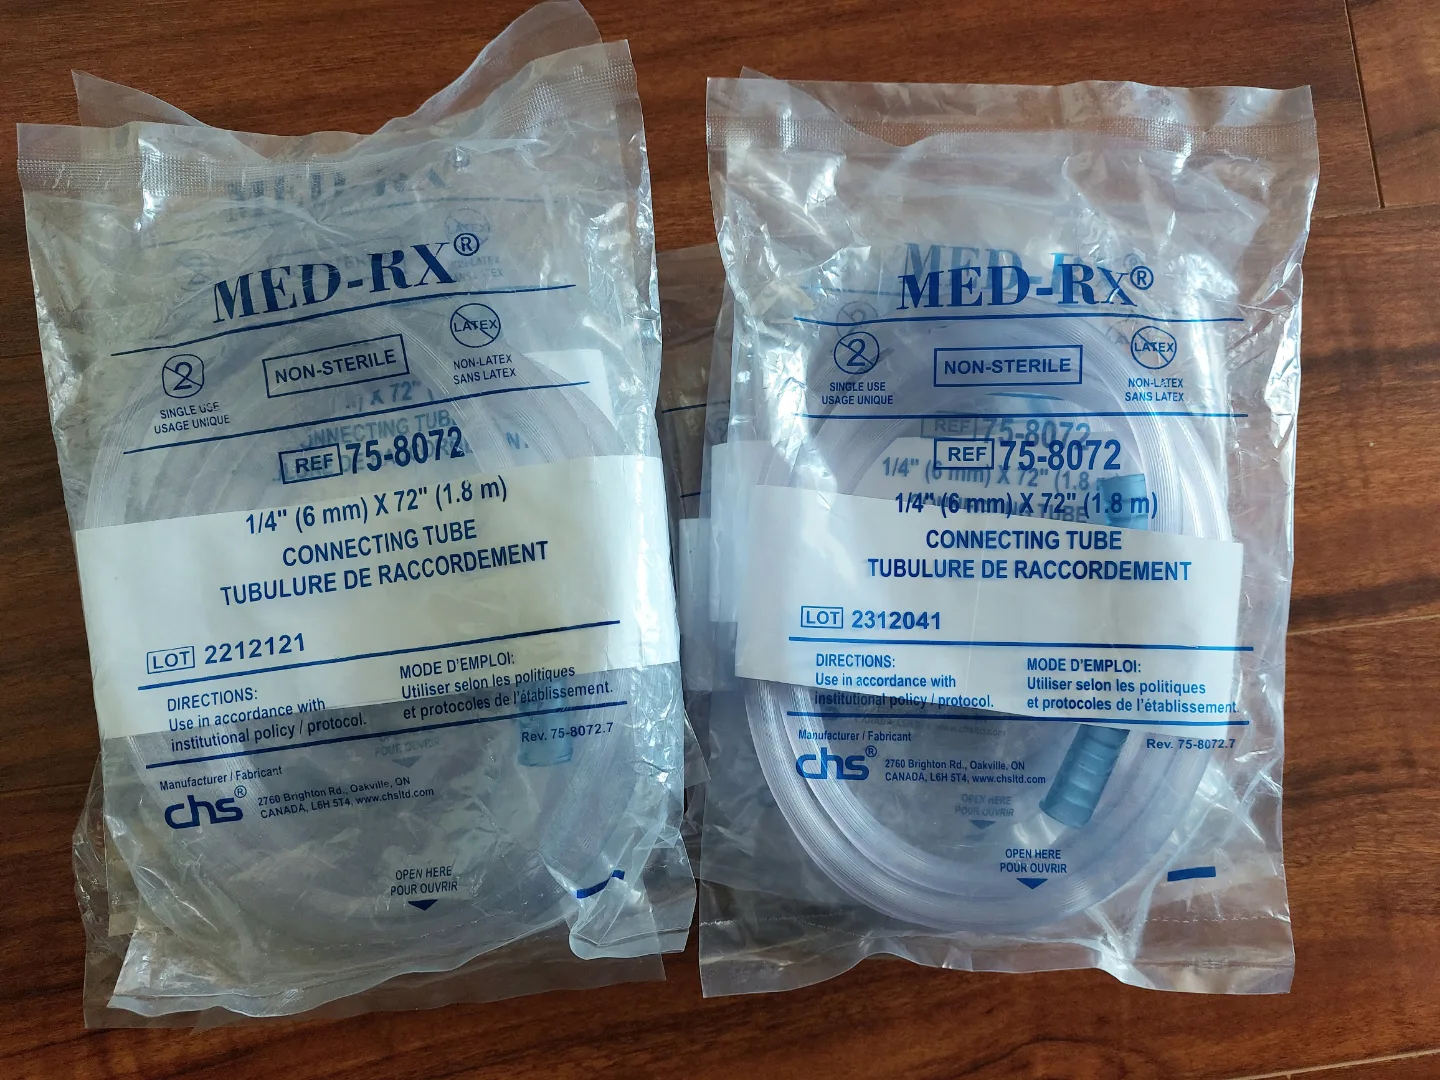 MED-RX®
SINGLE USE
USAGE UNIQUE
NON-STERILE
LATEX
NON-LATEX
SANS LATEX
REF 75-8072
1/4" (6 mm) X 72" (1.8 m)
CONNECTING TUBE
TUBULURE DE RACCORDEMENT
LOT 2212121
DIRECTIONS:
Use in accordance with
institutional policy / protocol.
MODE D'EMPLOI:
Utiliser selon les politiques
et protocoles de l'établissement.
Rev. 75-8072.7
Manufacturer / Fabricant
chs®
2760 Brighton Rd., Oakville, ON
CANADA, L6H 5T4, www.chsltd.com
OPEN HERE
POUR OUVRIR
MED-RX®
2
SINGLE USE
USAGE UNIQUE
NON-STERILE
LATEX
NON-LATEX
SANS LATEX
REF 75-8072
1/4" (6 mm) X 72" (1.8 m)
CONNECTING TUBE
TUBULURE DE RACCORDEMENT
LOT 2312041
DIRECTIONS:
Use in accordance with
institutional policy / protocol.
MODE D'EMPLOI:
Utiliser selon les politiques
et protocoles de l'établissement.
Rev. 75-8072.7
Manufacturer / Fabricant
chs®
2760 Brighton Rd., Oakville, ON
CANADA, L6H 5T4, www.chsltd.com
OPEN HERE
POUR OUVRIR